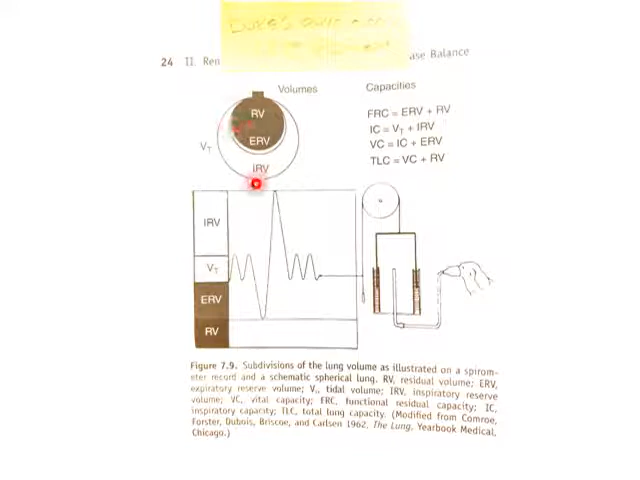 24 II. Ren
ase Balance
Volumes Capacities
RV
ERV
IRV
VT
FRC = ERV + RV
IC = VT + IRV
VC = IC + ERV
TLC = VC + RV
IRV
VT
ERV
RV
Figure 7.9. Subdivisions of the lung volume as illustrated on a spirom-
eter record and a schematic spherical lung. RV, residual volume; ERV,
expiratory reserve volume; VT, tidal volume; IRV, inspiratory reserve
volume; VC, vital capacity; FRC, functional residual capacity; IC,
inspiratory capacity; TLC, total lung capacity. (Modified from Comroe,
Forster, Dubois, Briscoe, and Carlsen 1962, The Lung, Yearbook Medical,
Chicago.)